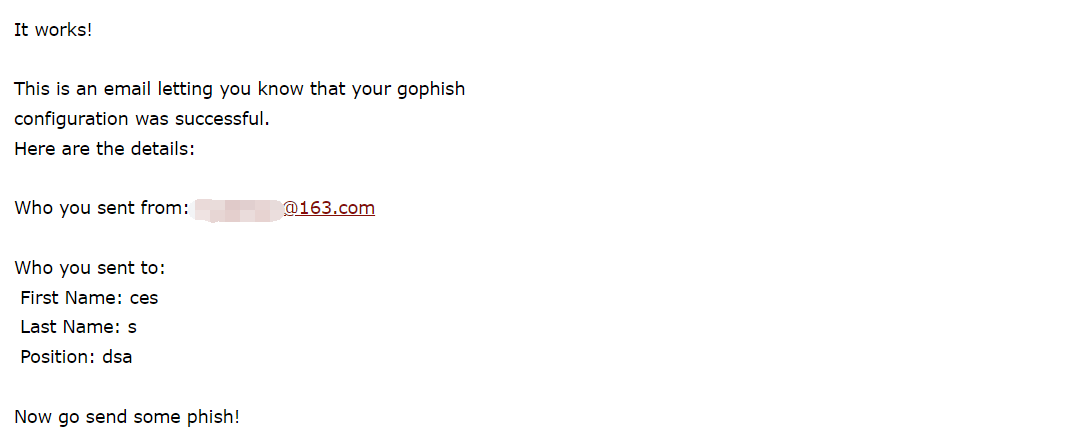 It works!
This is an email letting you know that your gophish
configuration was successful.
Here are the details:
Who you sent from: @163.com
Who you sent to:
First Name: ces
Last Name: s
Position: dsa
Now go send some phish!